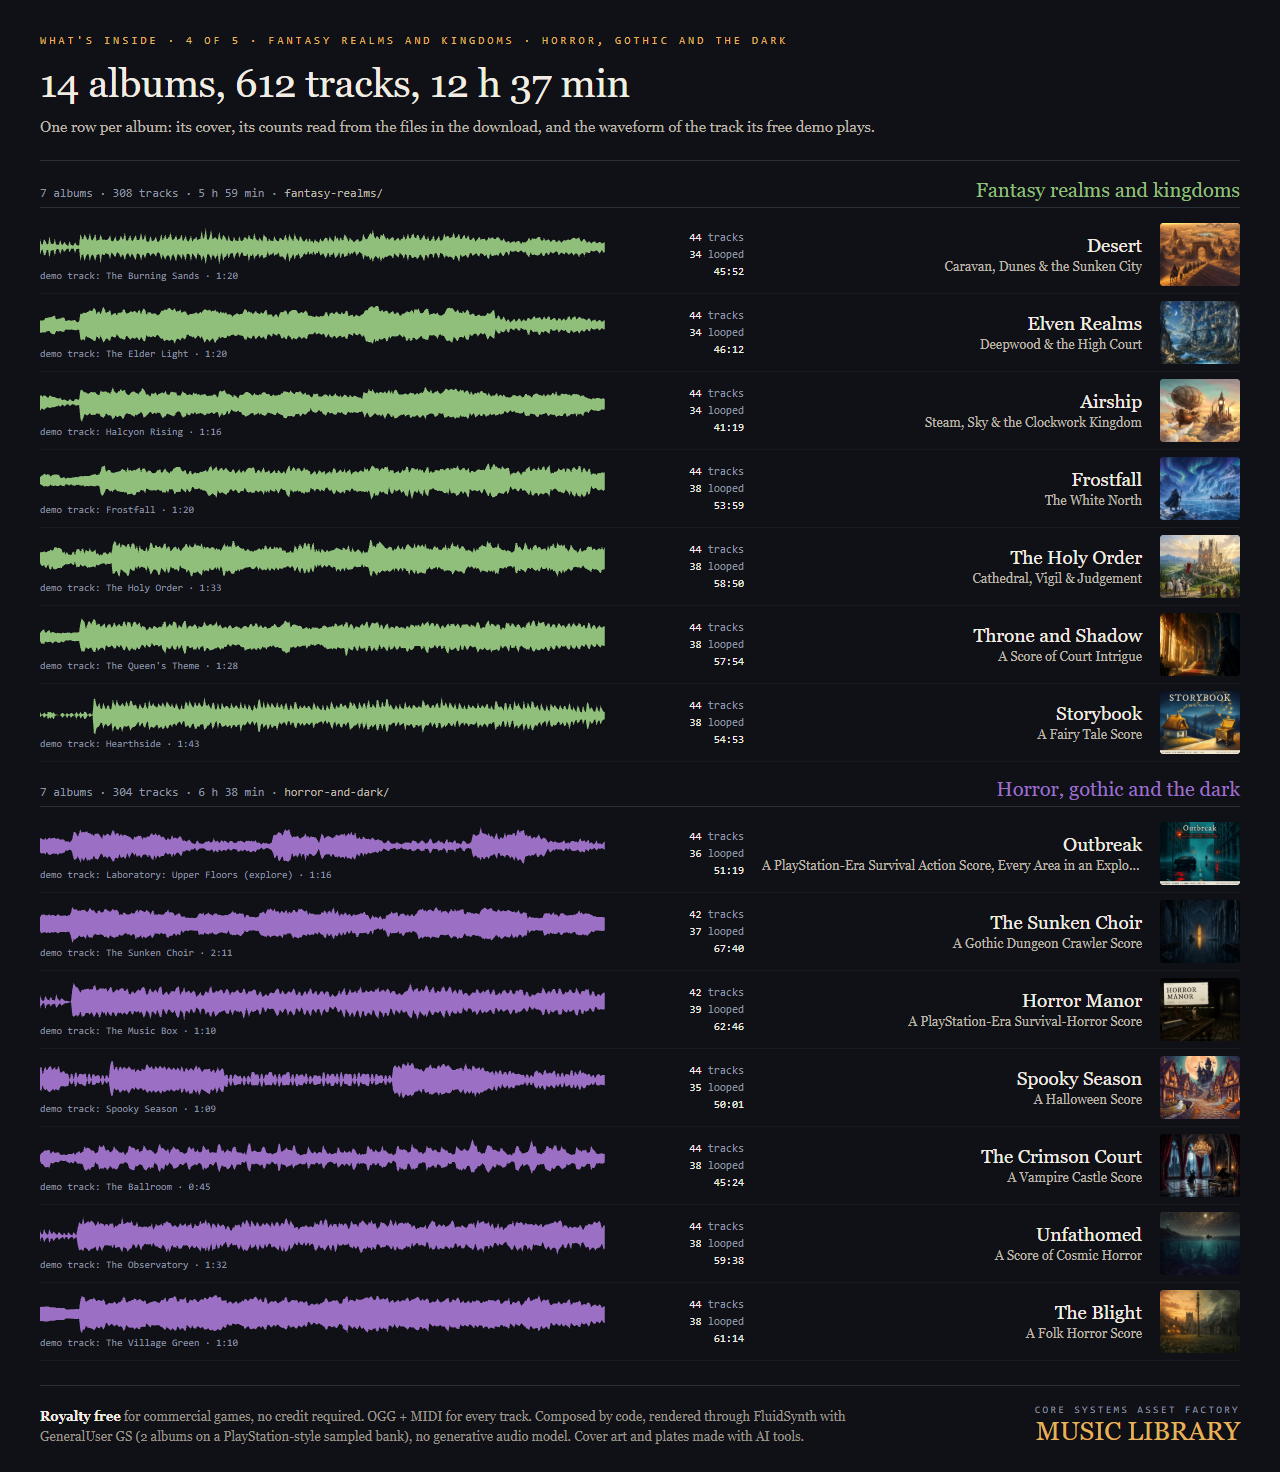 WHAT'S INSIDE · 4 OF 5 · FANTASY REALMS AND KINGDOMS · HORROR, GOTHIC AND THE DARK
14 albums, 612 tracks, 12 h 37 min
One row per album: its cover, its counts read from the files in the download, and the waveform of the track its free demo plays.
7 albums · 308 tracks · 5 h 59 min · fantasy-realms/
Fantasy realms and kingdoms
demo track: The Burning Sands · 1:20
44 tracks
34 looped
45:52
Desert
Caravan, Dunes & the Sunken City
demo track: The Elder Light · 1:20
44 tracks
34 looped
46:12
Elven Realms
Deepwood & the High Court
demo track: Halcyon Rising · 1:16
44 tracks
34 looped
41:19
Airship
Steam, Sky & the Clockwork Kingdom
demo track: Frostfall · 1:20
44 tracks
38 looped
53:59
Frostfall
The White North
demo track: The Holy Order · 1:33
44 tracks
38 looped
58:50
The Holy Order
Cathedral, Vigil & Judgement
demo track: The Queen's Theme · 1:28
44 tracks
38 looped
57:54
Throne and Shadow
A Score of Court Intrigue
demo track: Hearthside · 1:43
44 tracks
38 looped
54:53
Storybook
A Fairy Tale Score
STORYBOOK
7 albums · 304 tracks · 6 h 38 min · horror-and-dark/
Horror, gothic and the dark
demo track: Laboratory: Upper Floors (explore) · 1:16
44 tracks
36 looped
51:19
Outbreak
A PlayStation-Era Survival Action Score, Every Area in an Explo...
Outbreak
demo track: The Sunken Choir · 2:11
42 tracks
37 looped
67:40
The Sunken Choir
A Gothic Dungeon Crawler Score
demo track: The Music Box · 1:10
42 tracks
39 looped
62:46
Horror Manor
A PlayStation-Era Survival-Horror Score
HORROR
MANOR
demo track: Spooky Season · 1:09
44 tracks
35 looped
50:01
Spooky Season
A Halloween Score
demo track: The Ballroom · 0:45
44 tracks
38 looped
45:24
The Crimson Court
A Vampire Castle Score
demo track: The Observatory · 1:32
44 tracks
38 looped
59:38
Unfathomed
A Score of Cosmic Horror
demo track: The Village Green · 1:10
44 tracks
38 looped
61:14
The Blight
A Folk Horror Score
Royalty free for commercial games, no credit required. OGG + MIDI for every track. Composed by code, rendered through FluidSynth with
GeneralUser GS (2 albums on a PlayStation-style sampled bank), no generative audio model. Cover art and plates made with AI tools.
CORE SYSTEMS ASSET FACTORY
MUSIC LIBRARY